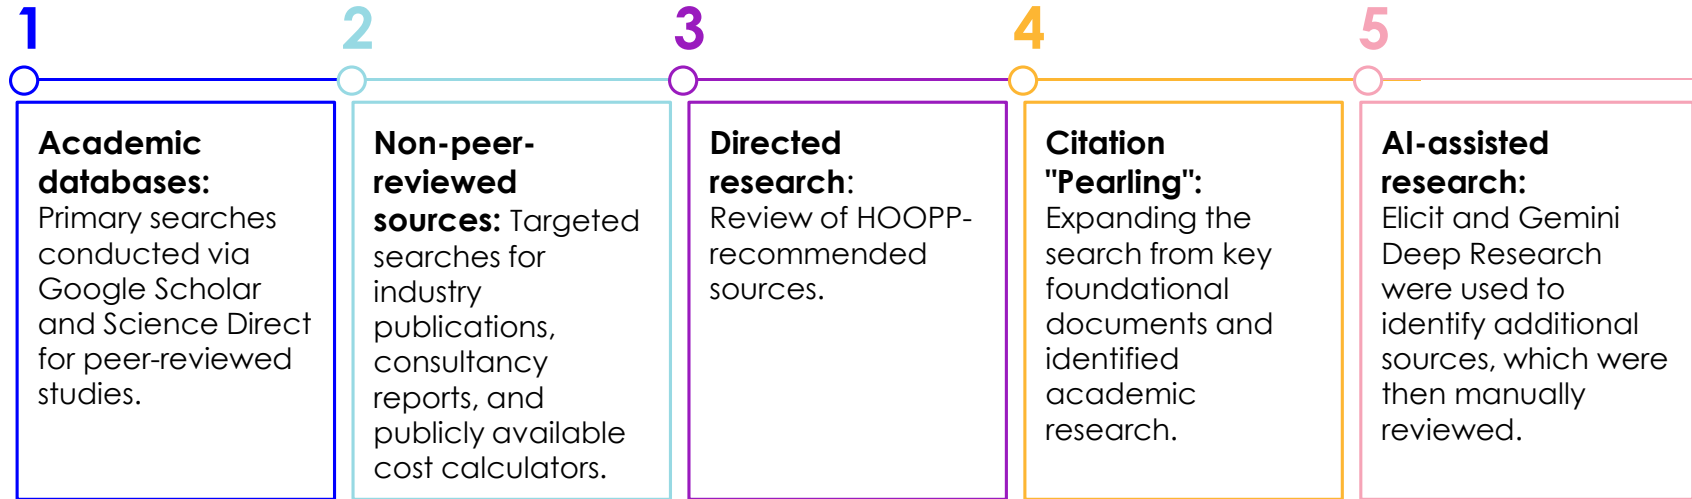 1
Academic
databases:
Primary searches
conducted via
Google Scholar
and Science Direct
for peer-reviewed
studies.
2
Non-peer-
reviewed
sources: Targeted
searches for
industry
publications,
consultancy
reports, and
publicly available
cost calculators.
3
Directed
research:
Review of HOOPP-
recommended
sources.
4
Citation
"Pearling":
Expanding the
search from key
foundational
documents and
identified
academic
research.
5
AI-assisted
research:
Elicit and Gemini
Deep Research
were used to
identify additional
sources, which were
then manually
reviewed.